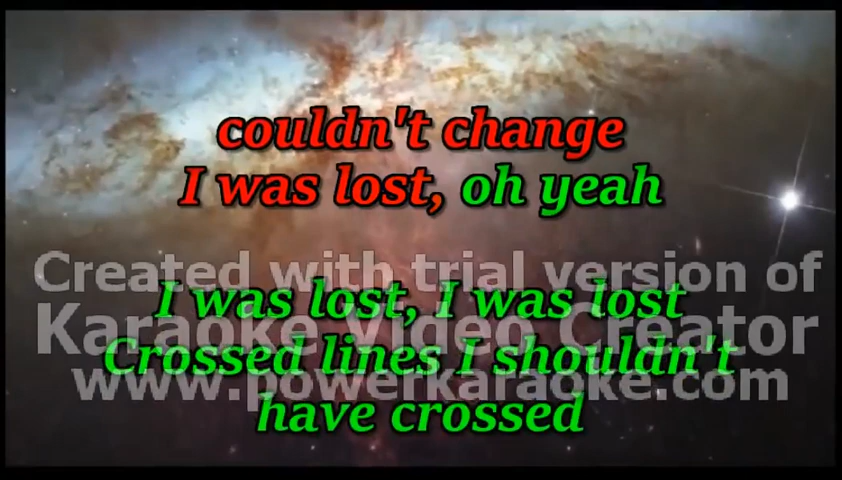 couldn't change
I was lost, oh yeah
Created with trial version of
I was lost, I was lost
Karaoke Video Creator
Crossed lines I shouldn't
www.powerkaraoke.com
have crossed